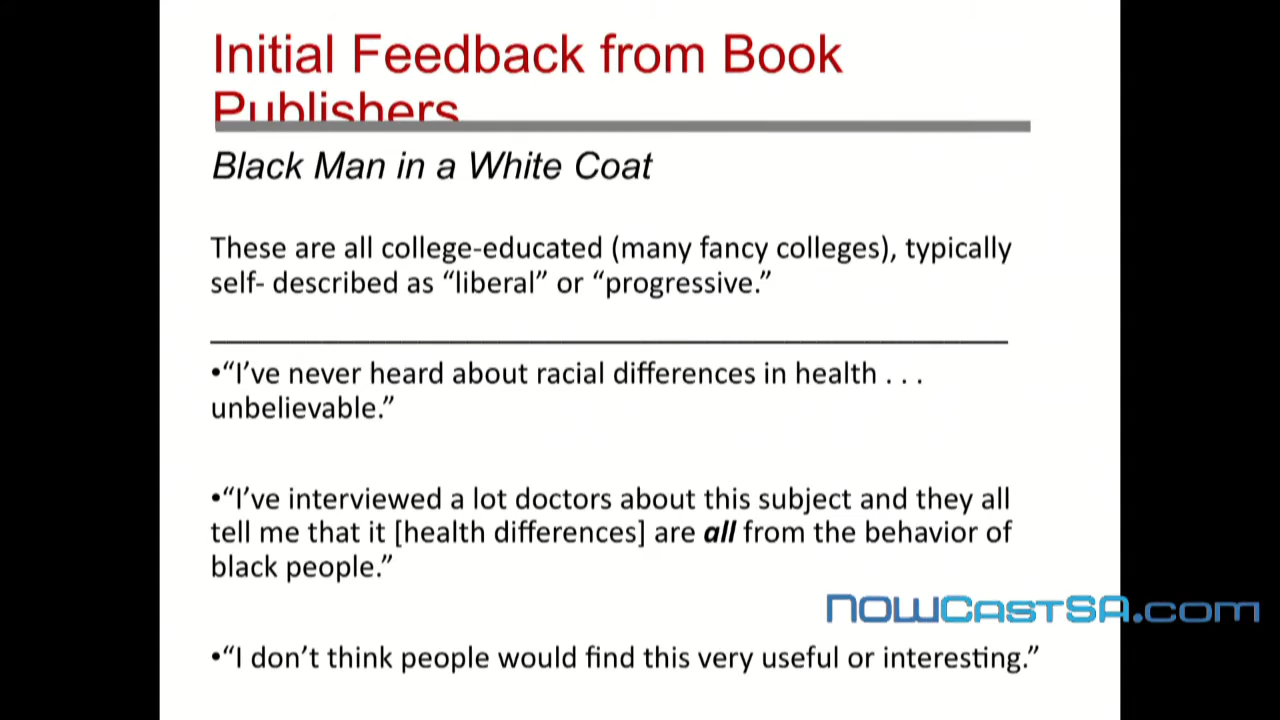 Initial Feedback from Book
Publishers
Black Man in a White Coat
These are all college-educated (many fancy colleges), typically
self- described as “liberal” or “progressive.”
•“I’ve never heard about racial differences in health . . .
unbelievable.”
•“I’ve interviewed a lot doctors about this subject and they all
tell me that it [health differences] are all from the behavior of
black people.”
NOWCastSA.com
•“I don’t think people would find this very useful or interesting.”